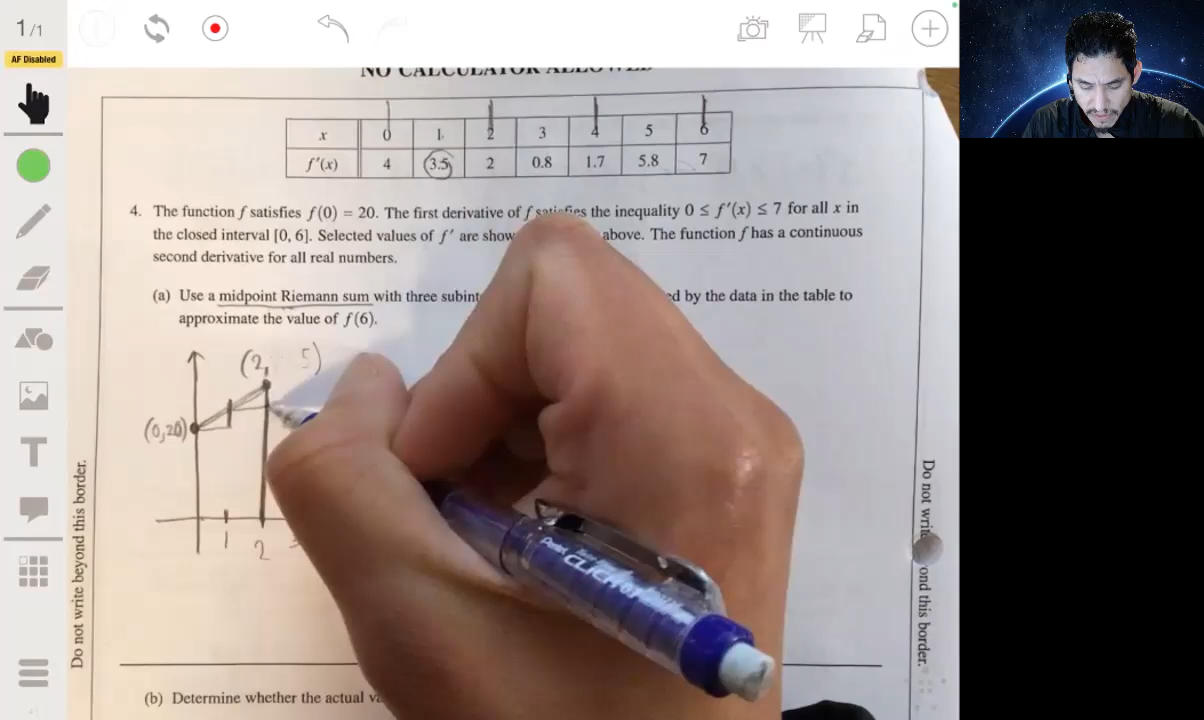 1/1
AF Disabled
NO CALCULATOR ALLOWED
x 0 1 2 3 4 5 6
f′(x) 4 3.5 2 0.8 1.7 5.8 7
4. The function f satisfies f(0) = 20. The first derivative of f satisfies the inequality 0 ≤ f′(x) ≤ 7 for all x in
the closed interval [0, 6]. Selected values of f′ are show above. The function f has a continuous
second derivative for all real numbers.
(a) Use a midpoint Riemann sum with three subint ed by the data in the table to
approximate the value of f(6).
(2, 5)
(0,20)
1 2
Do not write beyond this border.
Do not writ ond this border.
Pentel
CLICK
(b) Determine whether the actual va